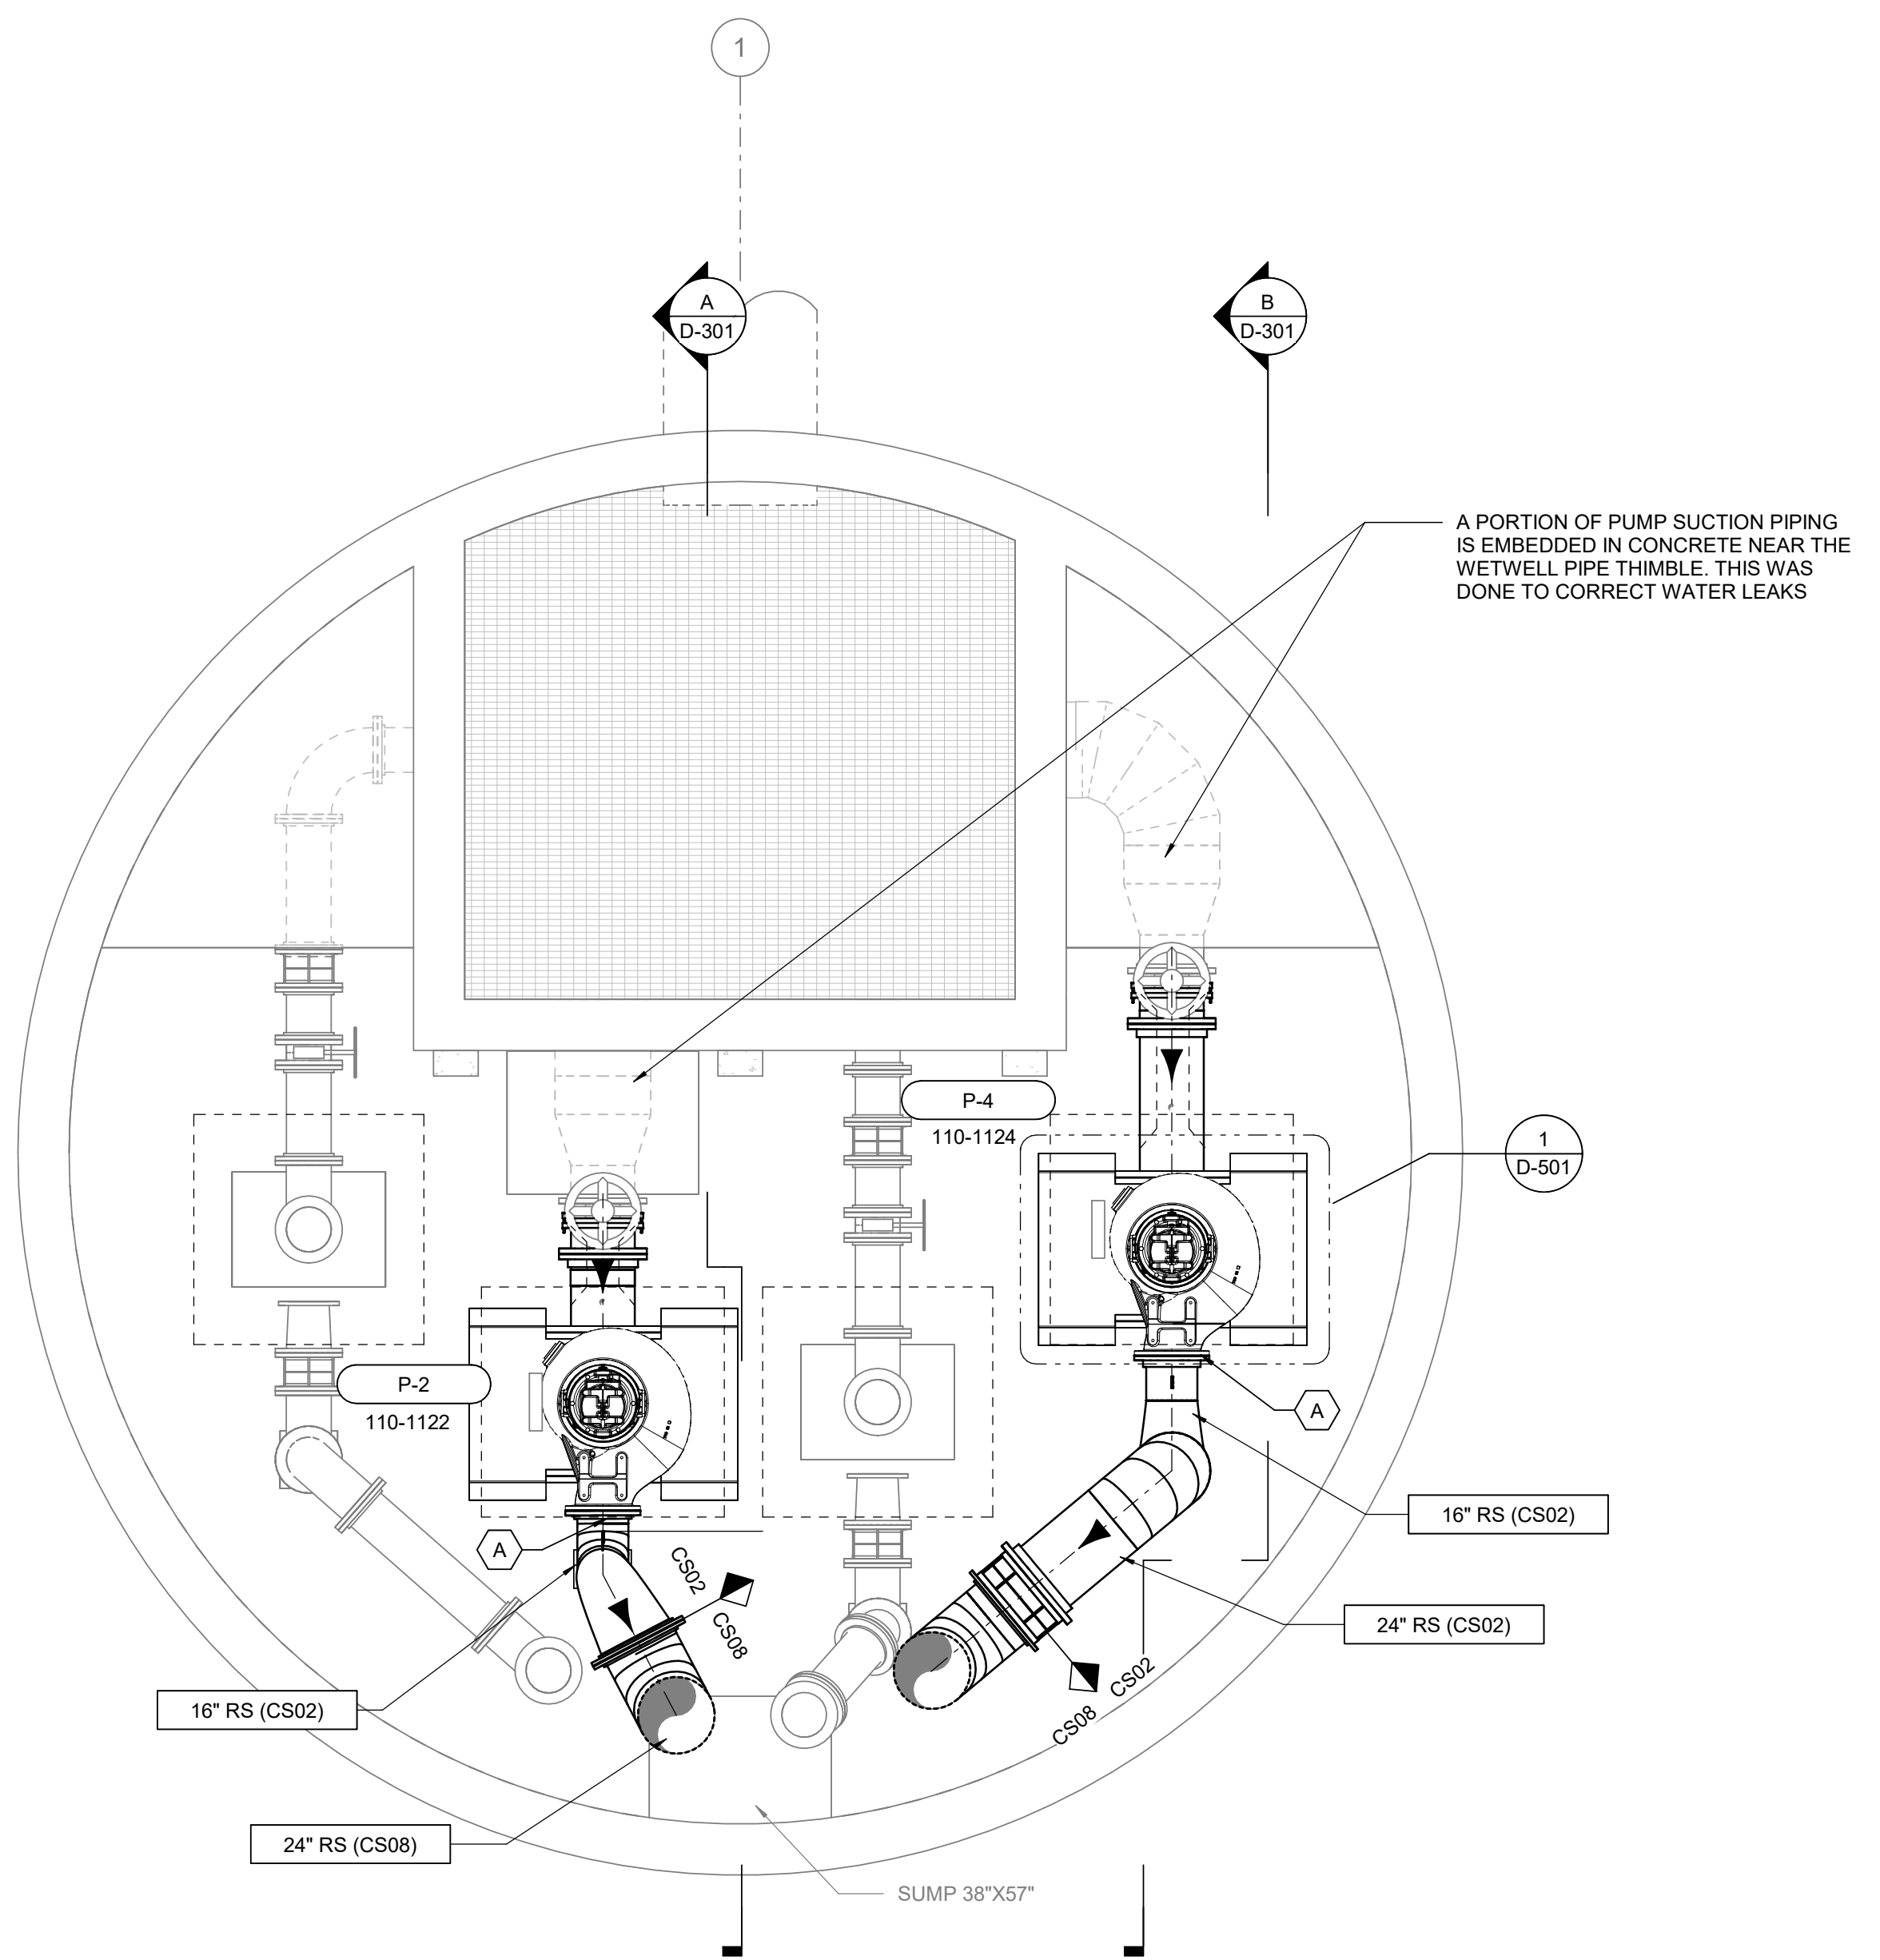 1
A
D-301
B
D-301
A PORTION OF PUMP SUCTION PIPING
IS EMBEDDED IN CONCRETE NEAR THE
WETWELL PIPE THIMBLE. THIS WAS
DONE TO CORRECT WATER LEAKS
P-4
110-1124
1
D-501
P-2
110-1122
A
A
16" RS (CS02)
CS02
CS08
24" RS (CS02)
CS02
CS08
16" RS (CS02)
24" RS (CS08)
SUMP 38"X57"